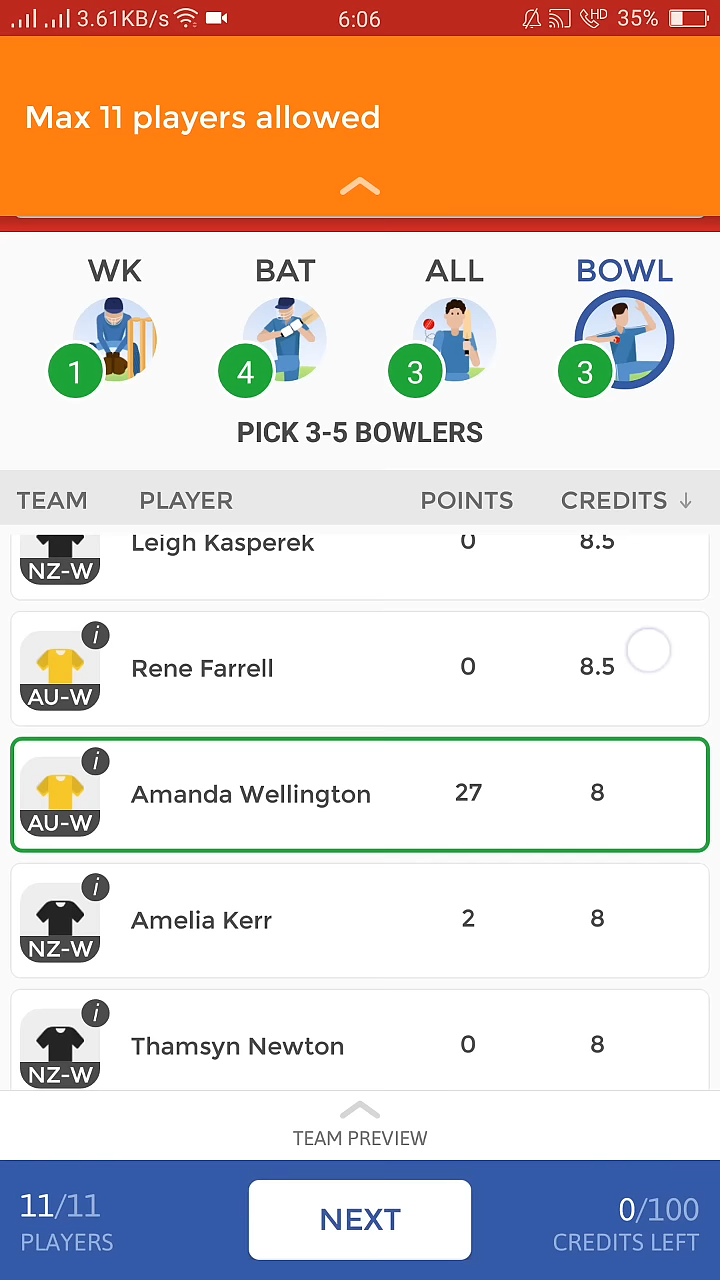 3.61KB/s 6:06 HD 35%
Max 11 players allowed
WK BAT ALL BOWL
1 4 3 3
PICK 3-5 BOWLERS
TEAM PLAYER POINTS CREDITS ↓
Leigh Kasperek 0 8.5
NZ-W
i
Rene Farrell 0 8.5
AU-W
i
Amanda Wellington 27 8
AU-W
i
Amelia Kerr 2 8
NZ-W
i
Thamsyn Newton 0 8
NZ-W
TEAM PREVIEW
11/11 NEXT 0/100
PLAYERS CREDITS LEFT